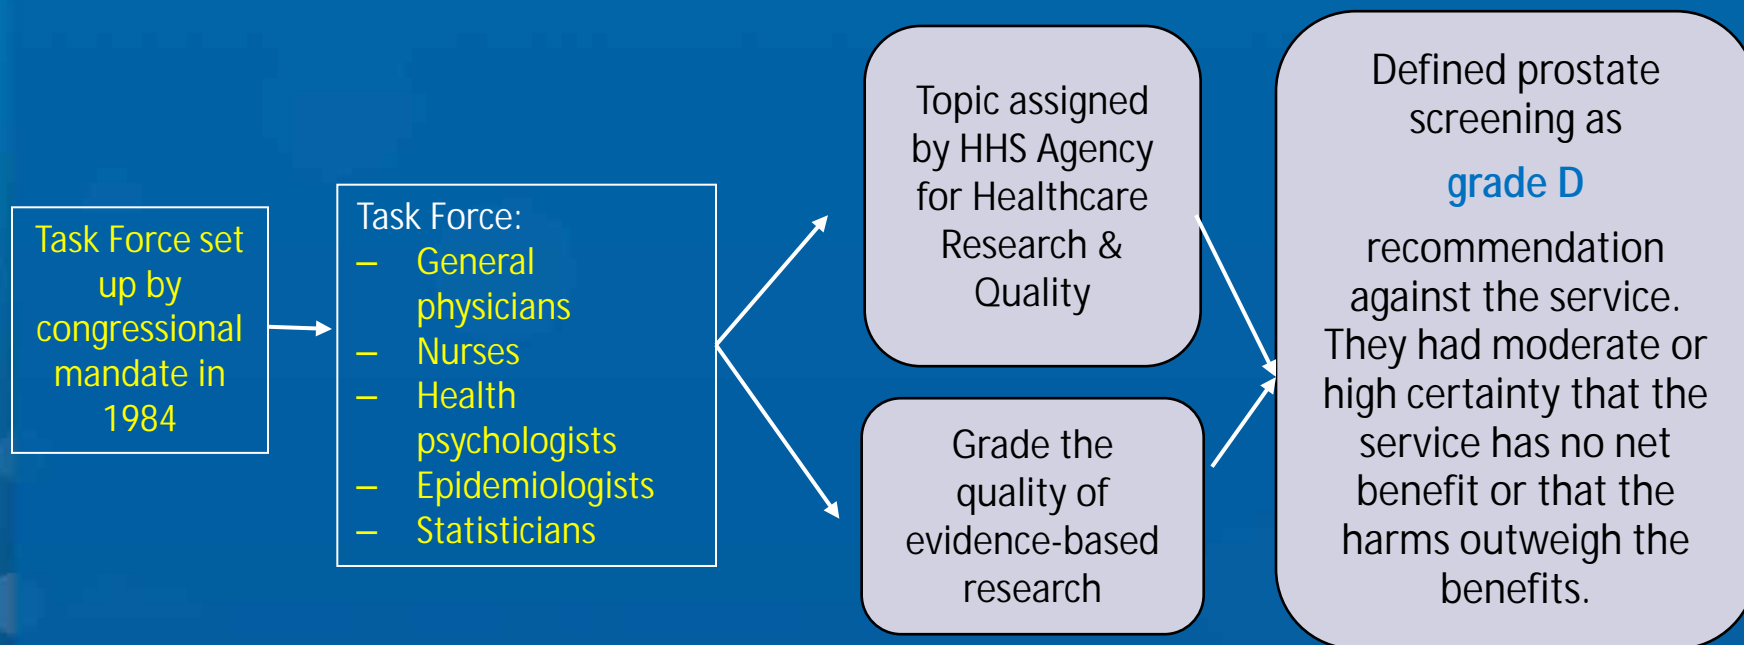 Task Force set
up by
congressional
mandate in
1984
Task Force:
– General
physicians
– Nurses
– Health
psychologists
– Epidemiologists
– Statisticians
Topic assigned
by HHS Agency
for Healthcare
Research &
Quality
Grade the
quality of
evidence-based
research
Defined prostate
screening as
grade D
recommendation
against the service.
They had moderate or
high certainty that the
service has no net
benefit or that the
harms outweigh the
benefits.